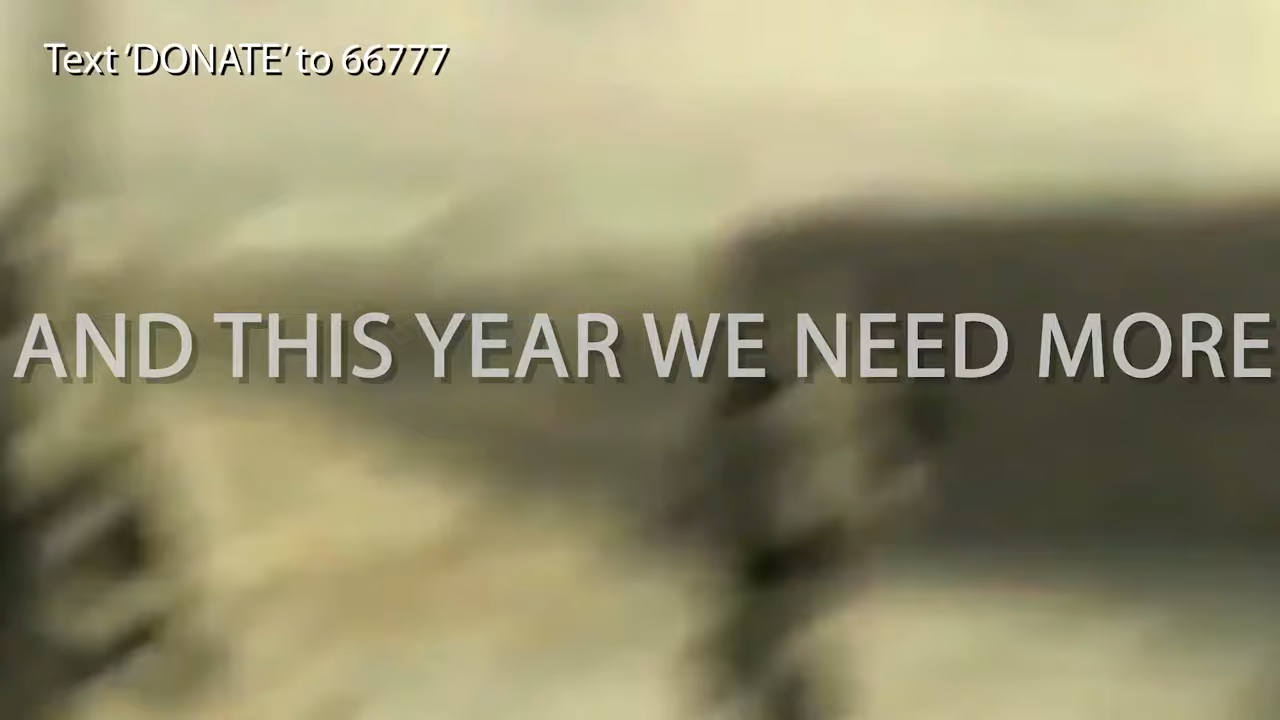 Text ‘DONATE’ to 66777
AND THIS YEAR WE NEED MORE